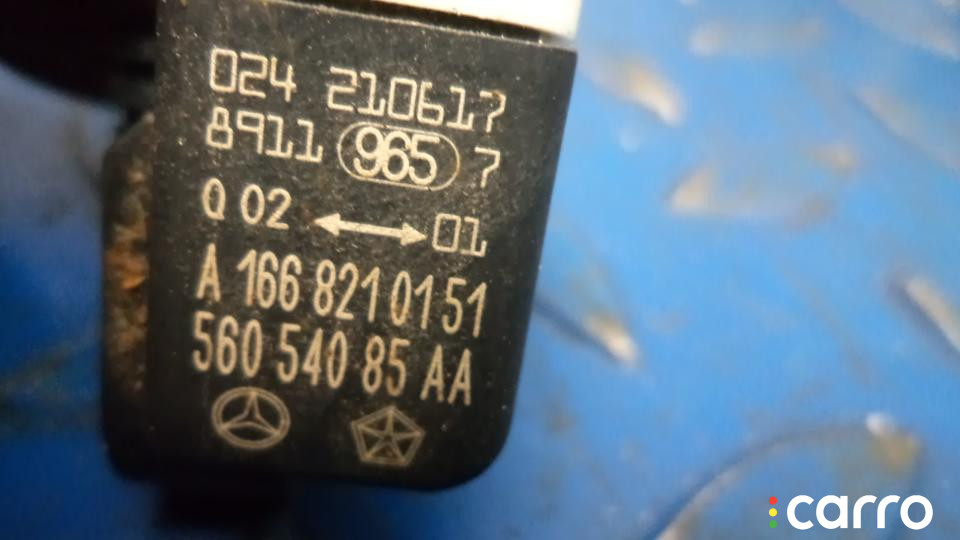 024 210617
8911 965 7
Q 02 ↔ 01
A 166 821 01 51
560 540 85 AA
carro